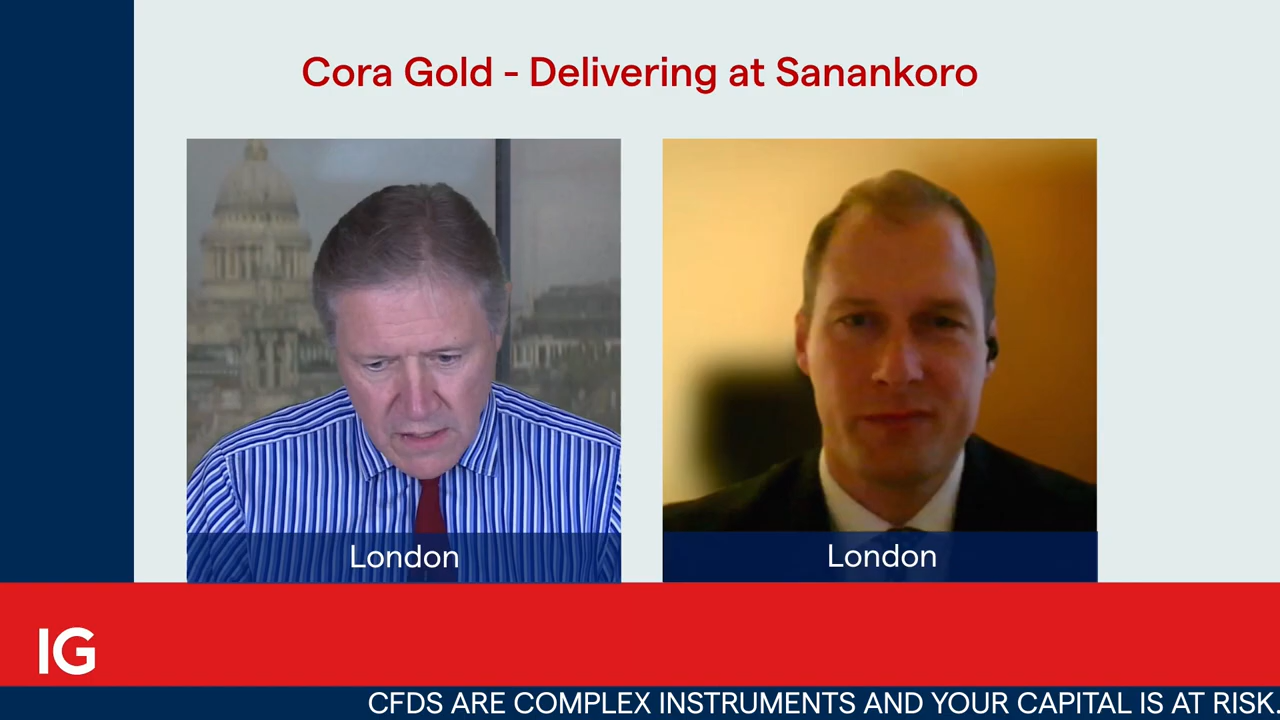 Cora Gold - Delivering at Sanankoro
London
London
IG
CFDS ARE COMPLEX INSTRUMENTS AND YOUR CAPITAL IS AT RISK.